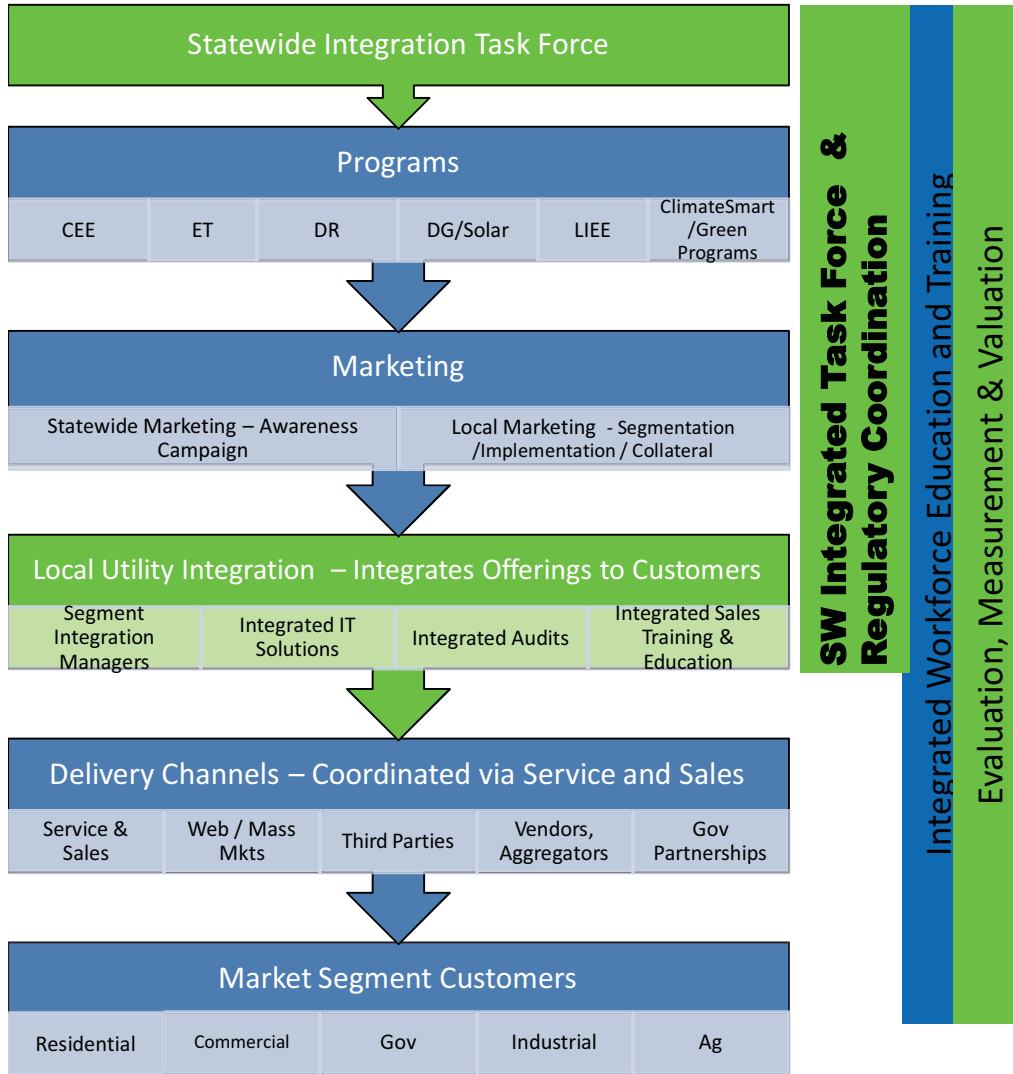 Statewide Integration Task Force
Programs
CEE
ET
DR
DG/Solar
LIEE
ClimateSmart
/Green
Programs
Marketing
Statewide Marketing – Awareness
Campaign
Local Marketing - Segmentation
/Implementation / Collateral
Local Utility Integration – Integrates Offerings to Customers
Segment
Integration
Managers
Integrated IT
Solutions
Integrated Audits
Integrated Sales
Training &
Education
Delivery Channels – Coordinated via Service and Sales
Service &
Sales
Web / Mass
Mkts
Third Parties
Vendors,
Aggregators
Gov
Partnerships
Market Segment Customers
Residential
Commercial
Gov
Industrial
Ag
SW Integrated Task Force &
Regulatory Coordination
Integrated Workforce Education and Training
Evaluation, Measurement & Valuation